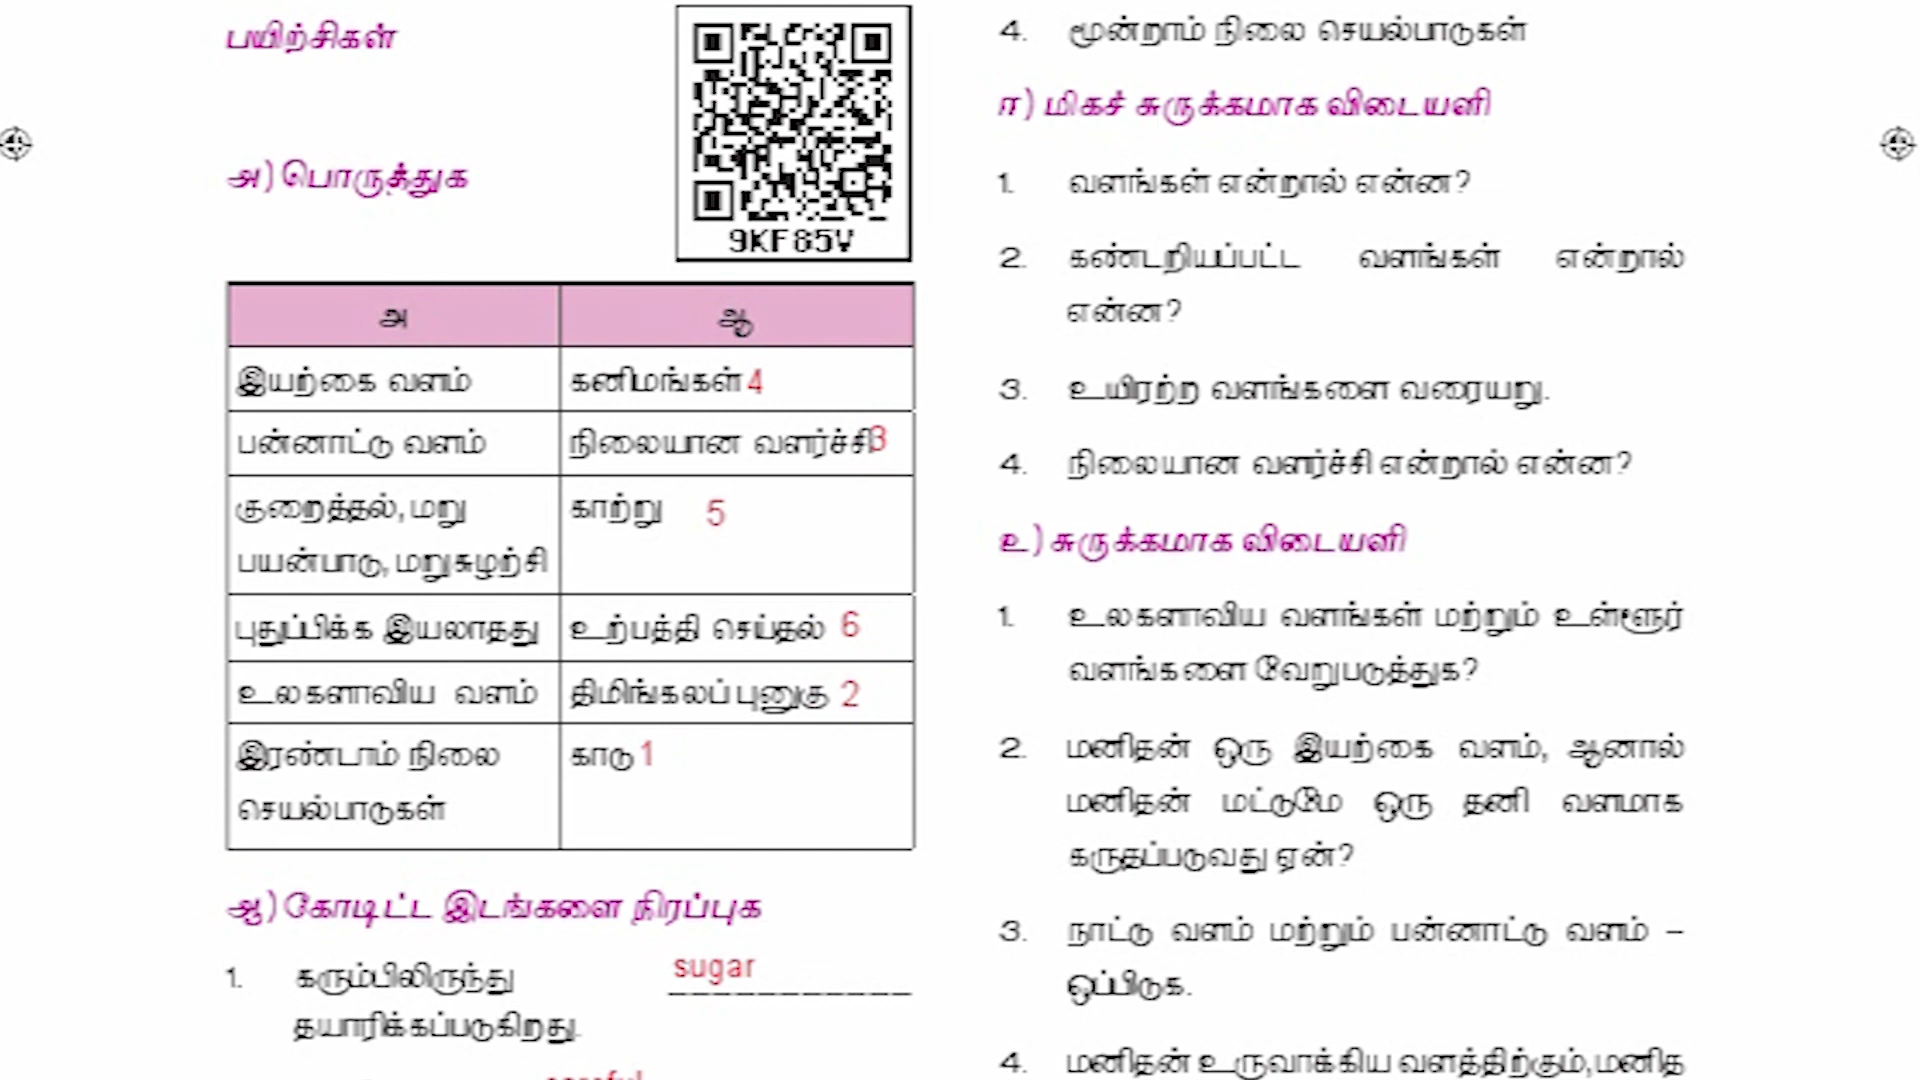 பயிற்சிகள்
9KF85V
அ) பொருத்துக
அ ஆ
இயற்கை வளம் கனிமங்கள் 4
பன்னாட்டு வளம் நிலையான வளர்ச்சி 3
குறைத்தல், மறு காற்று 5
பயன்பாடு, மறுசுழற்சி
புதுப்பிக்க இயலாதது உற்பத்தி செய்தல் 6
உலகளாவிய வளம் திமிங்கலப் புனுகு 2
இரண்டாம் நிலை காடு 1
செயல்பாடுகள்
ஆ) கோடிட்ட இடங்களை நிரப்புக
1. கரும்பிலிருந்து sugar
தயாரிக்கப்படுகிறது.
4. மூன்றாம் நிலை செயல்பாடுகள்
ஈ) மிகச் சுருக்கமாக விடையளி
1. வளங்கள் என்றால் என்ன?
2. கண்டறியப்பட்ட வளங்கள் என்றால்
என்ன?
3. உயிரற்ற வளங்களை வரையறு.
4. நிலையான வளர்ச்சி என்றால் என்ன?
உ) சுருக்கமாக விடையளி
1. உலகளாவிய வளங்கள் மற்றும் உள்ளூர்
வளங்களை வேறுபடுத்துக?
2. மனிதன் ஒரு இயற்கை வளம், ஆனால்
மனிதன் மட்டுமே ஒரு தனி வளமாக
கருதப்படுவது ஏன்?
3. நாட்டு வளம் மற்றும் பன்னாட்டு வளம் –
ஒப்பிடுக.
4. மனிதன் உருவாக்கிய வளத்திற்கும், மனித